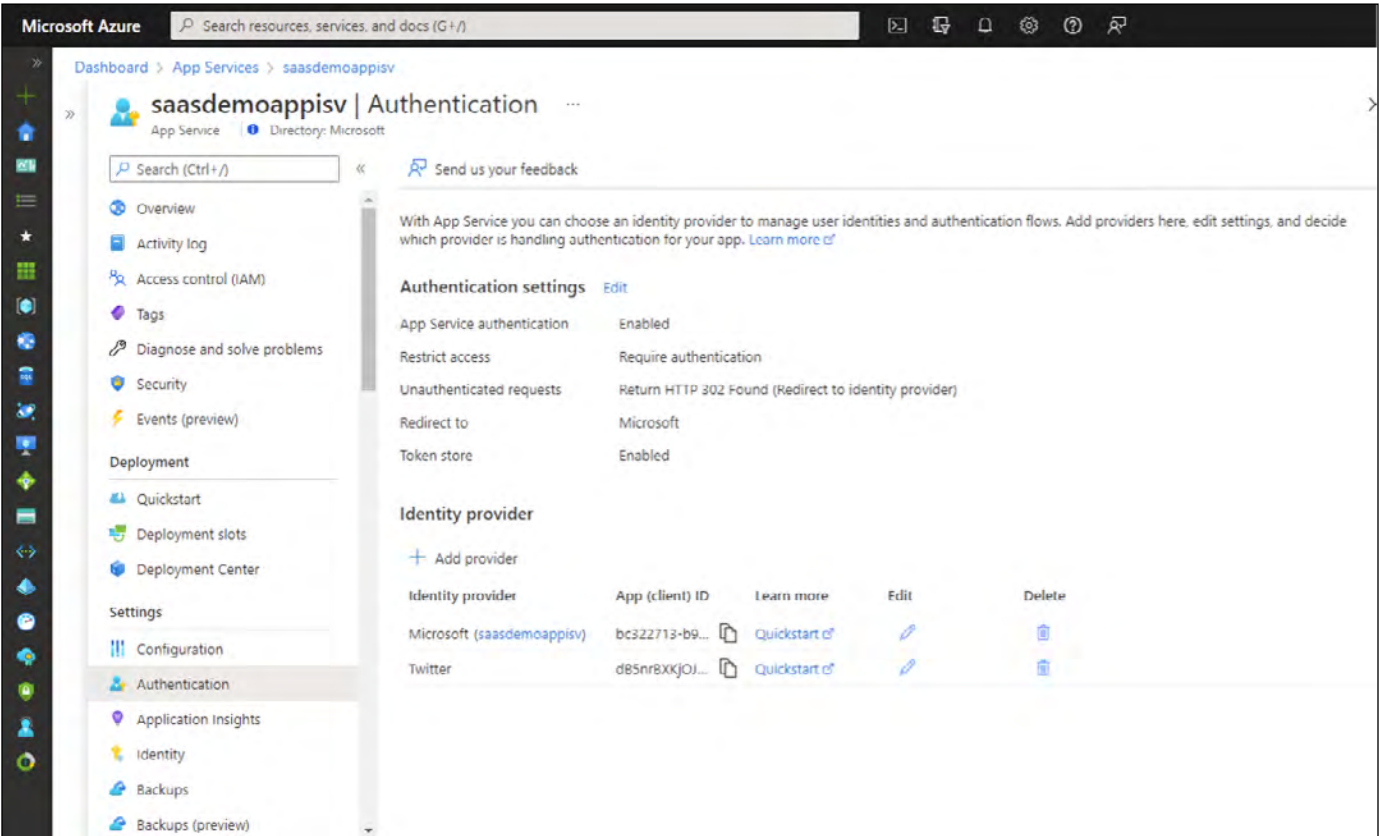 Microsoft Azure
Search resources, services, and docs (G+/)
Dashboard > App Services > saasdemoappisv
saasdemoappisv | Authentication ...
App Service
Directory: Microsoft
Search (Ctrl+/)
Send us your feedback
Overview
Activity log
Access control (IAM)
Tags
Diagnose and solve problems
Security
Events (preview)
Deployment
Quickstart
Deployment slots
Deployment Center
Settings
Configuration
Authentication
Application Insights
Identity
Backups
Backups (preview)
With App Service you can choose an identity provider to manage user identities and authentication flows. Add providers here, edit settings, and decide
which provider is handling authentication for your app. Learn more
Authentication settings Edit
App Service authentication Enabled
Restrict access Require authentication
Unauthenticated requests Return HTTP 302 Found (Redirect to identity provider)
Redirect to Microsoft
Token store Enabled
Identity provider
+ Add provider
Identity provider App (client) ID Learn more Edit Delete
Microsoft (saasdemoappisv) bc322713-b9... Quickstart
Twitter dB5nr8XKjOJ... Quickstart